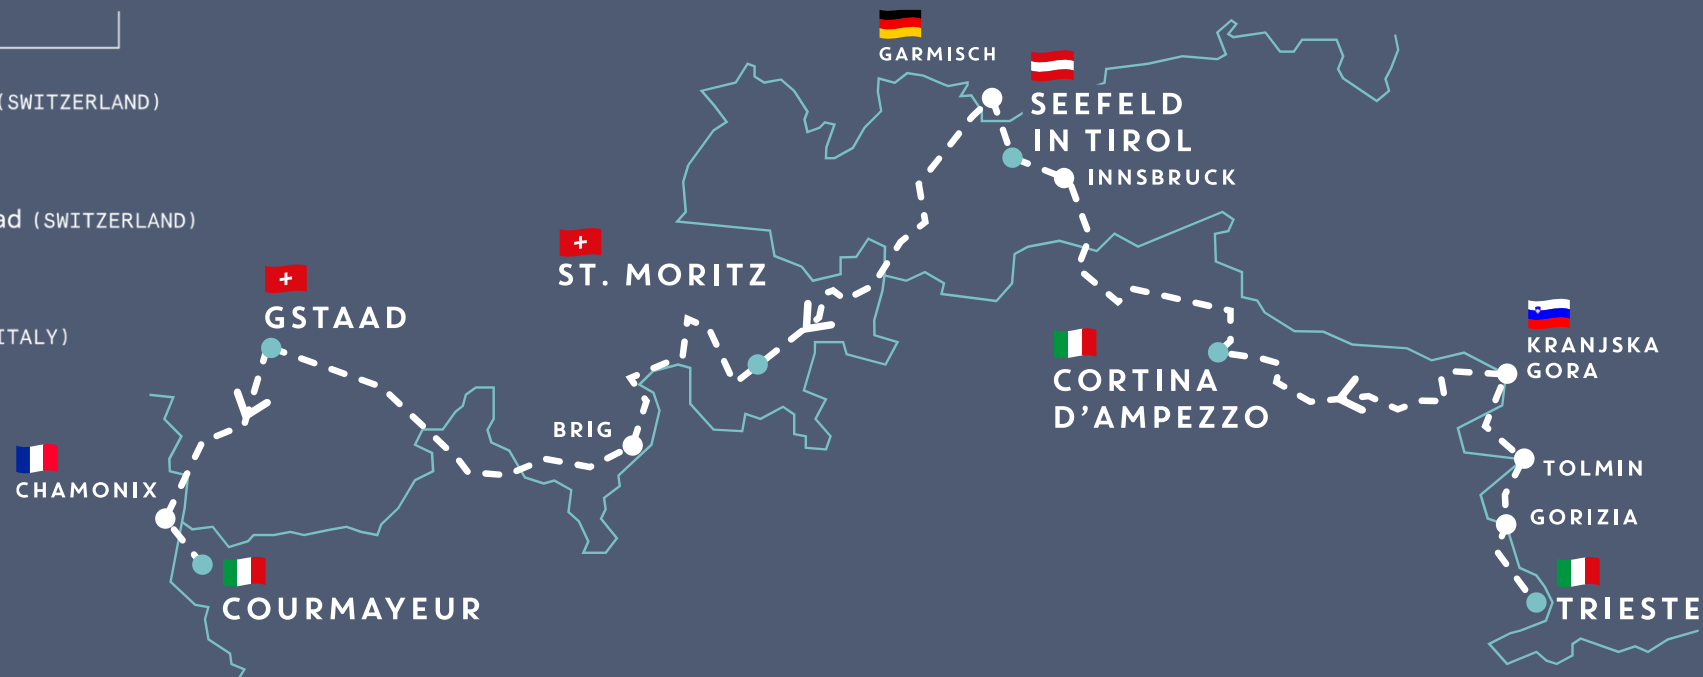 (SWITZERLAND)
ad (SWITZERLAND)
ITALY)
GARMISCH
SEEFELD
IN TIROL
INNSBRUCK
ST. MORITZ
GSTAAD
KRANJSKA
GORA
CORTINA
D'AMPEZZO
BRIG
TOLMIN
CHAMONIX
GORIZIA
COURMAYEUR
TRIESTE